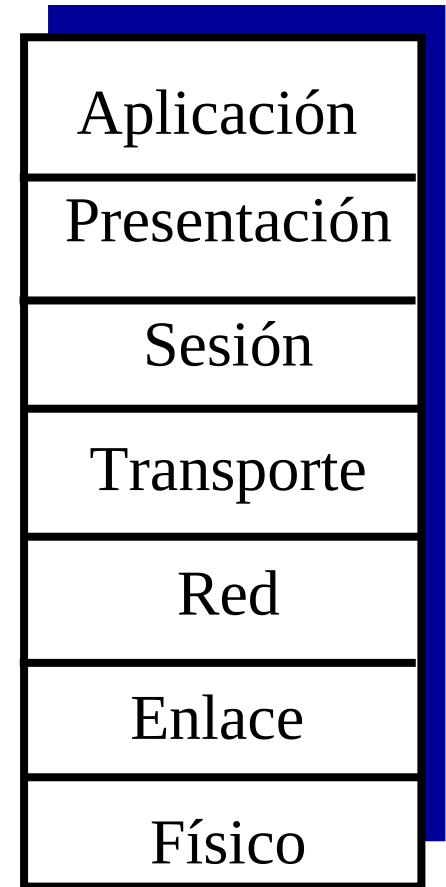 Aplicación
Presentación
Sesión
Transporte
Red
Enlace
Físico